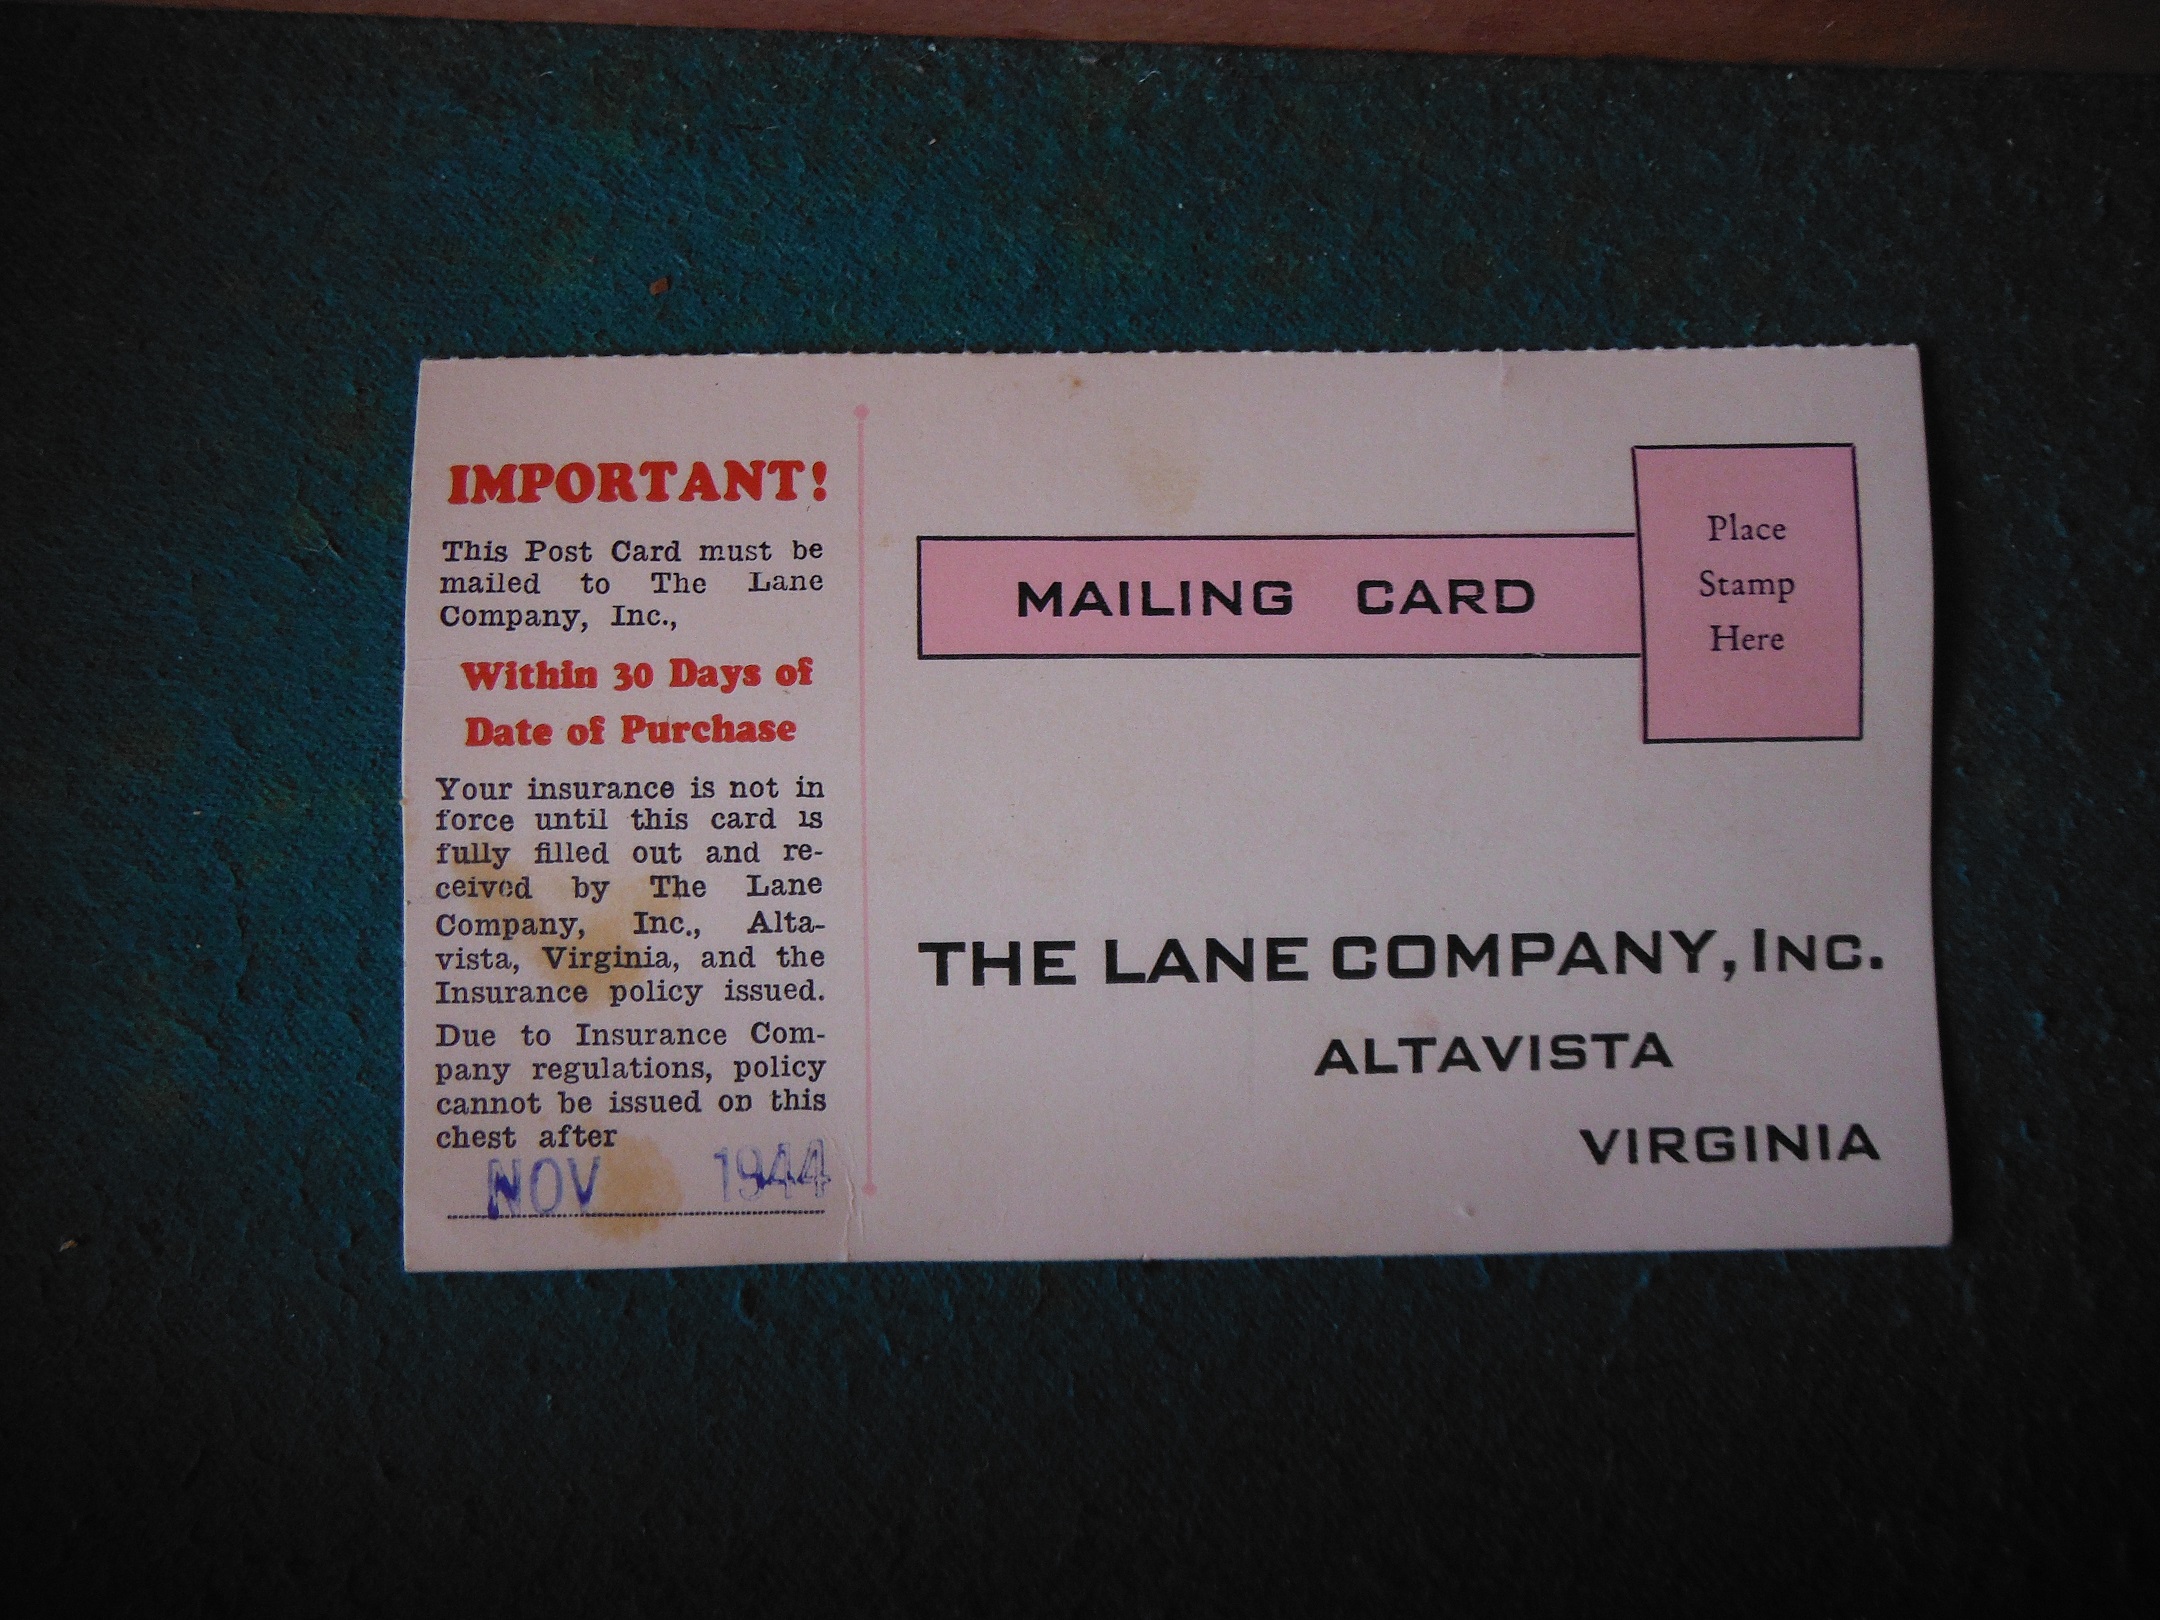 IMPORTANT!
This Post Card must be
mailed to The Lane
Company, Inc.,
Within 30 Days of
Date of Purchase
Your insurance is not in
force until this card is
fully filled out and re-
ceived by The Lane
Company, Inc., Alta-
vista, Virginia, and the
Insurance policy issued.
Due to Insurance Com-
pany regulations, policy
cannot be issued on this
chest after
NOV 1944
MAILING CARD
Place
Stamp
Here
THE LANE COMPANY, INC.
ALTAVISTA
VIRGINIA